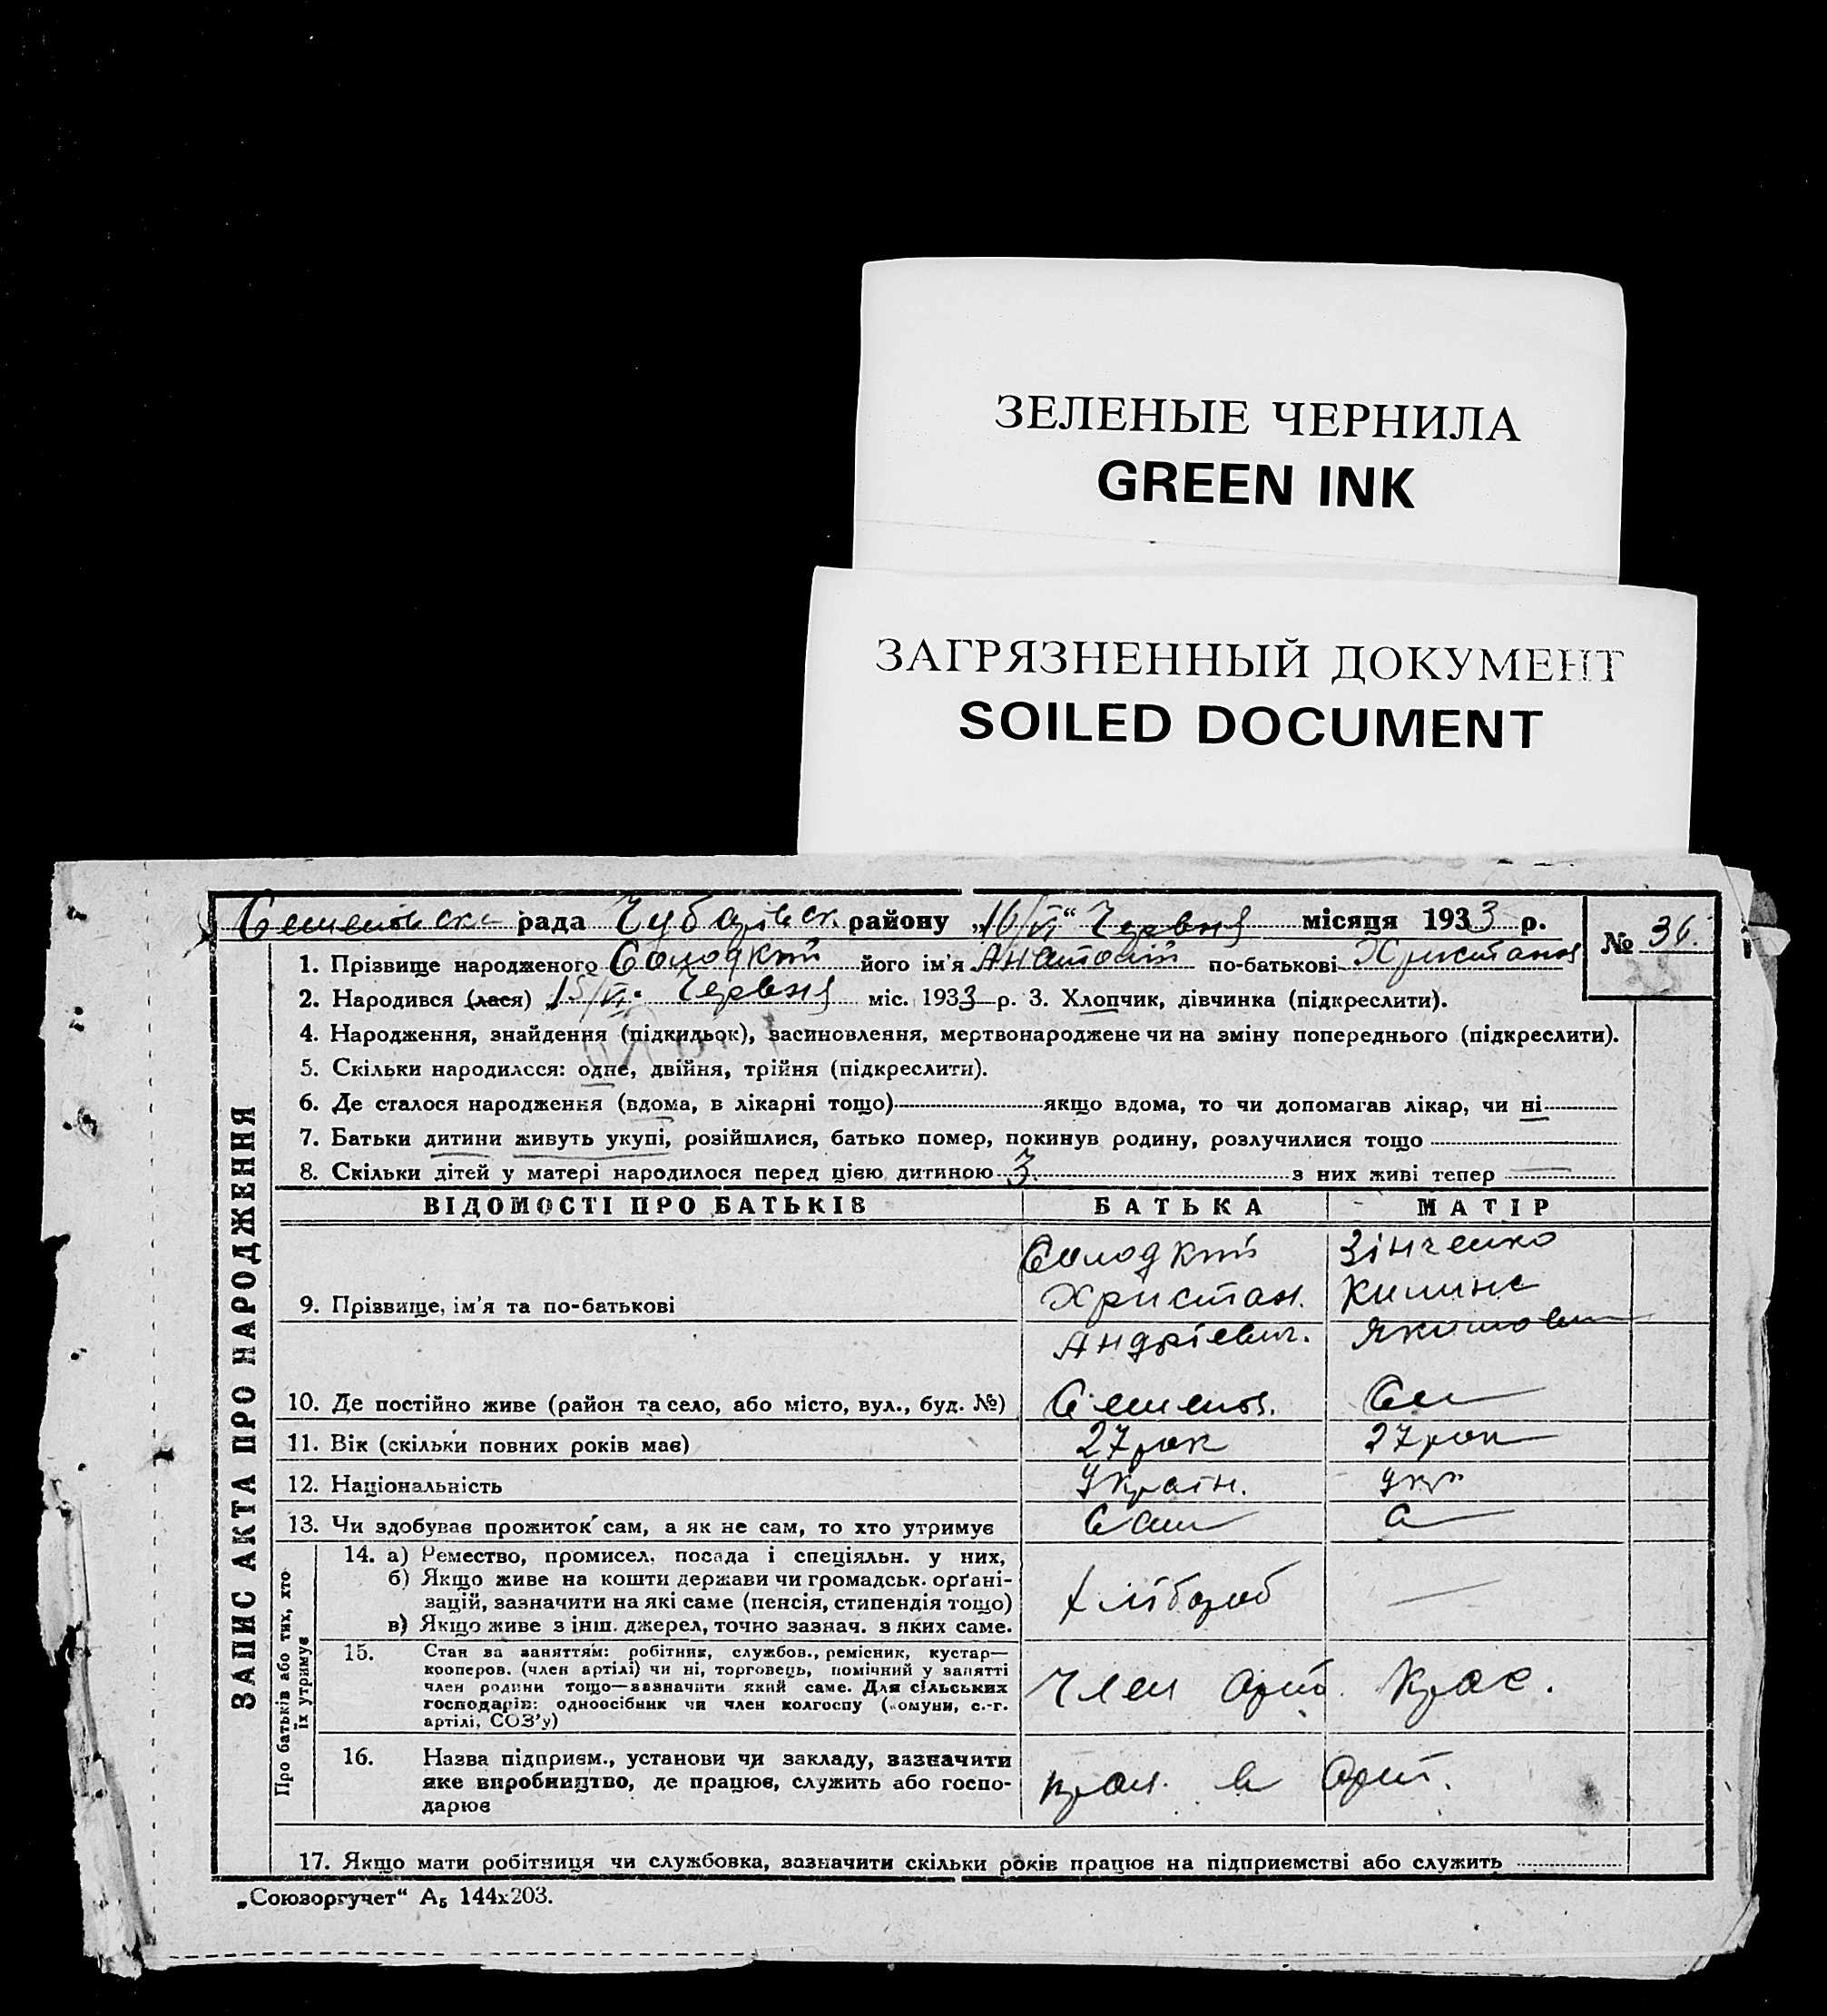 ЗЕЛЕНЫЕ ЧЕРНИЛА
GREEN INK
ЗАГРЯЗНЕННЫЙ ДОКУМЕНТ
SOILED DOCUMENT
Семенівська рада Чубарівськ. району „16/VI“ Червня місяця 1933 р.
№ 36.
1. Прізвище народженого Солодкий його ім'я Анатолій по-батькові Христанов
2. Народився (лася) 15/VI. Червня міс. 1933 р. 3. Хлопчик, дівчинка (підкреслити).
4. Народження, знайдення (підкидьок), засиновлення, мертвонароджене чи на зміну попереднього (підкреслити).
5. Скільки народилося: одне, двійня, трійня (підкреслити).
6. Де сталося народження (вдома, в лікарні тощо) якщо вдома, то чи допомагав лікар, чи ні
7. Батьки дитини живуть укупі, розійшлися, батько помер, покинув родину, розлучилися тощо
8. Скільки дітей у матері народилося перед цією дитиною 3. з них живі тепер —
ЗАПИС АКТА ПРО НАРОДЖЕННЯ
ВІДОМОСТІ ПРО БАТЬКІВ БАТЬКА МАТІР
Солодкий Зінченко
9. Прізвище, ім'я та по-батькові Христан. Килина
Андрієвич. Якимовн
10. Де постійно живе (район та село, або місто, вул., буд. №) Семенів. Сем
11. Вік (скільки повних років має) 27 рок 27 рок
12. Національність Україн. Укр
13. Чи здобуває прожиток сам, а як не сам, то хто утримує Сам С
Про батьків або тих, хто їх утримує
14. а) Ремество, промисел, посада і спеціяльн. у них,
б) Якщо живе на кошти держави чи громадськ. органі-
зацій, зазначити на які саме (пенсія, стипендія тощо) Хлібороб —
в) Якщо живе з інш. джерел, точно зазнач. з яких саме.
15. Стан за заняттям: робітник, службов., ремісник, кустар—
кооперов. (член артілі) чи ні, торговець, помічний у занятті
член родини тощо—зазначити який саме. Для сільських
господарів: одноосібник чи член колгоспу (комуни, с.-г.
артілі, СОЗ'у)
Член арт. Крас.
16. Назва підприєм., установи чи закладу, зазначити
яке виробництво, де працює, служить або госпо-
дарює
в арт.
17. Якщо мати робітниця чи службовка, зазначити скільки років працює на підприємстві або служить
„Союзоргучет“ А₅ 144x203.